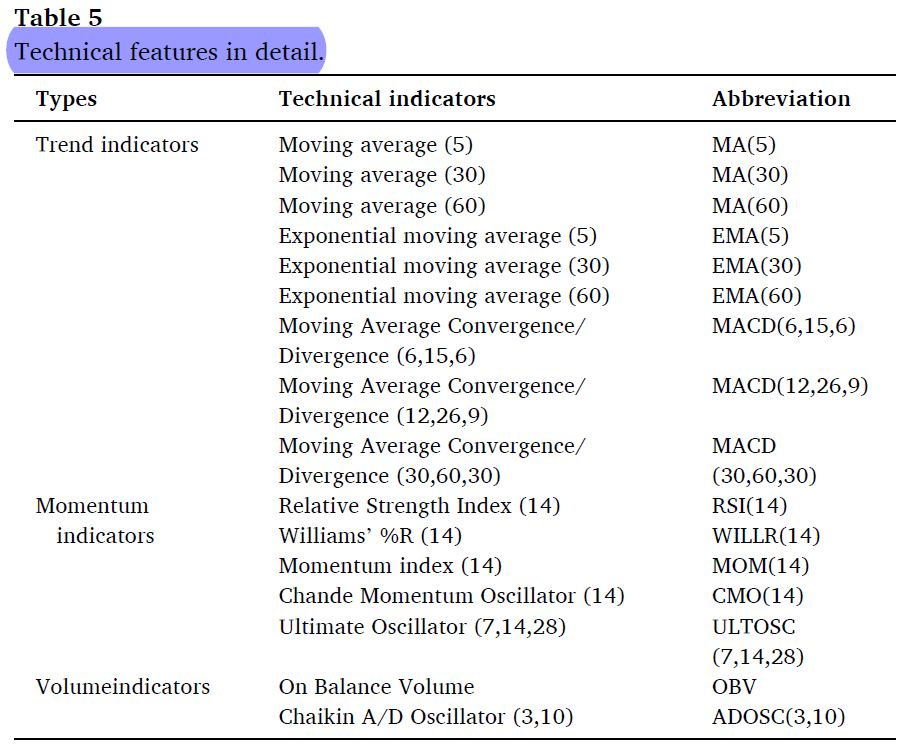 Table 5
Technical features in detail.
Types Technical indicators Abbreviation
Trend indicators Moving average (5) MA(5)
Moving average (30) MA(30)
Moving average (60) MA(60)
Exponential moving average (5) EMA(5)
Exponential moving average (30) EMA(30)
Exponential moving average (60) EMA(60)
Moving Average Convergence/ MACD(6,15,6)
Divergence (6,15,6)
Moving Average Convergence/ MACD(12,26,9)
Divergence (12,26,9)
Moving Average Convergence/ MACD
Divergence (30,60,30) (30,60,30)
Momentum Relative Strength Index (14) RSI(14)
indicators Williams’ %R (14) WILLR(14)
Momentum index (14) MOM(14)
Chande Momentum Oscillator (14) CMO(14)
Ultimate Oscillator (7,14,28) ULTOSC
(7,14,28)
Volumeindicators On Balance Volume OBV
Chaikin A/D Oscillator (3,10) ADOSC(3,10)